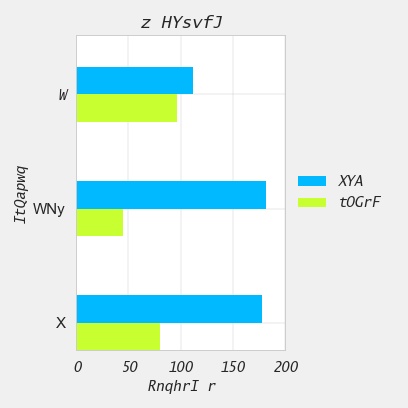 z HYsvfJ
W
WNy
X
ItQapwq
0 50 100 150 200
RnqhrI r
XYA
tOGrF